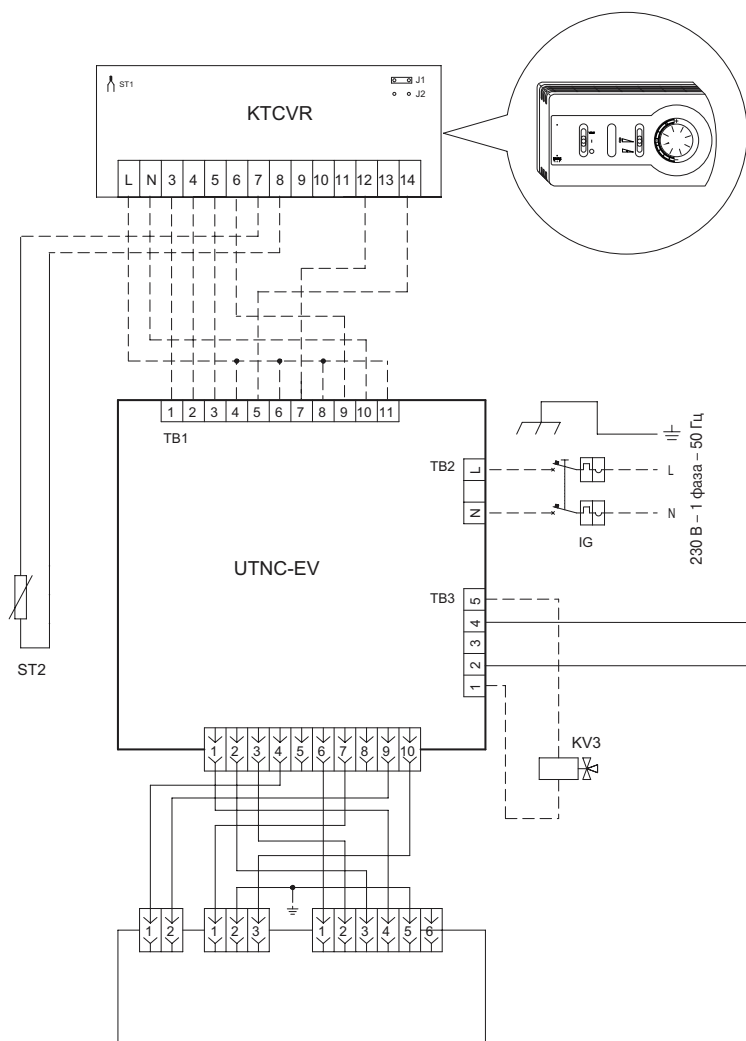 ST1
J1
J2
KTCVR
L N 3 4 5 6 7 8 9 10 11 12 13 14
1 2 3 4 5 6 7 8 9 10 11
TB1
TB2
L
N
L
N
IG
230 В – 1 фаза – 50 Гц
UTNC-EV
TB3
5
4
3
2
1
ST2
KV3
1 2 3 4 5 6 7 8 9 10
1 2
1 2 3
1 2 3 4 5 6